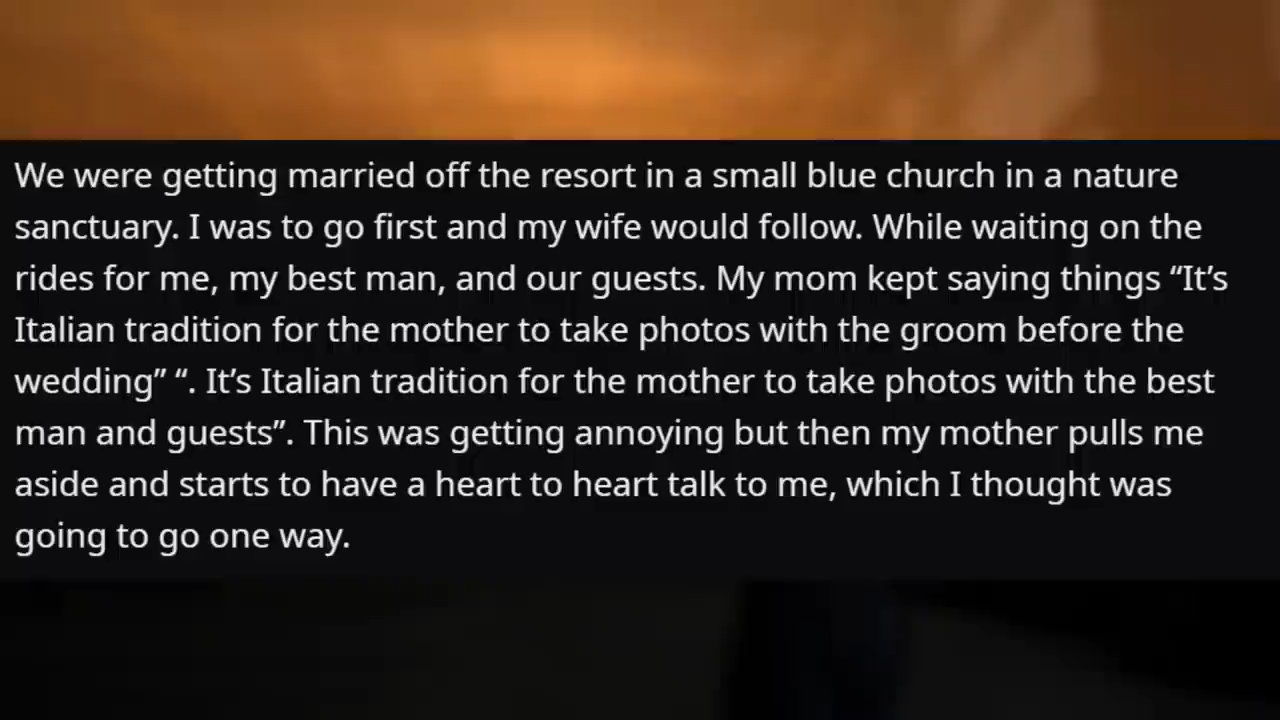 We were getting married off the resort in a small blue church in a nature
sanctuary. I was to go first and my wife would follow. While waiting on the
rides for me, my best man, and our guests. My mom kept saying things “It’s
Italian tradition for the mother to take photos with the groom before the
wedding” “. It’s Italian tradition for the mother to take photos with the best
man and guests”. This was getting annoying but then my mother pulls me
aside and starts to have a heart to heart talk to me, which I thought was
going to go one way.